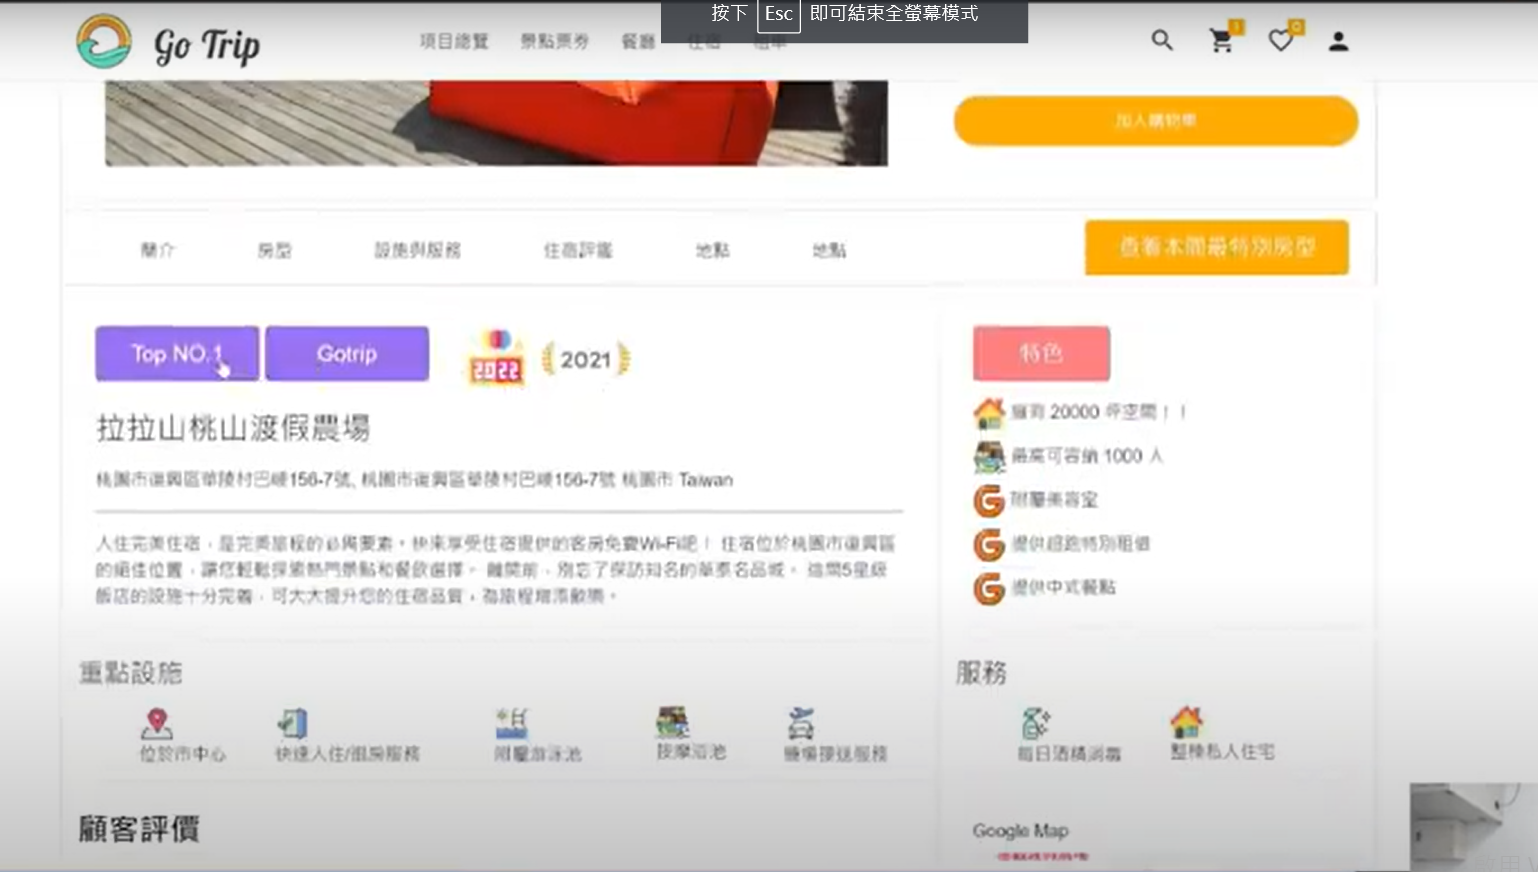 按下 Esc 即可結束全螢幕模式
Go Trip
項目總覽 景點票券 餐廳 住宿 租車
加入購物車
簡介 房型 設施與服務 住宿評鑑 地點 地點
查看本間最特別房型
Top NO.1 Gotrip 2022 2021
特色
拉拉山桃山渡假農場
擁有 20000 坪空間！！
最高可容納 1000 人
桃園市復興區華陵村巴崚156-7號, 桃園市復興區華陵村巴崚156-7號 桃園市 Taiwan
附屬美容室
提供超跑特別租借
提供中式餐點
入住完美住宿，是完美旅程的必備要素。快來享受住宿提供的客房免費Wi-Fi吧！ 住宿位於桃園市復興區
的絕佳位置，讓您輕鬆探索熱門景點和餐飲選擇。 離開前，別忘了探訪知名的華泰名品城。 這間5星級
飯店的設施十分完善，可大大提升您的住宿品質，為旅程增添歡樂。
重點設施
位於市中心 快速入住/退房服務 附屬游泳池 按摩浴池 機場接送服務
服務
每日酒精消毒 整棟私人住宅
顧客評價
Google Map